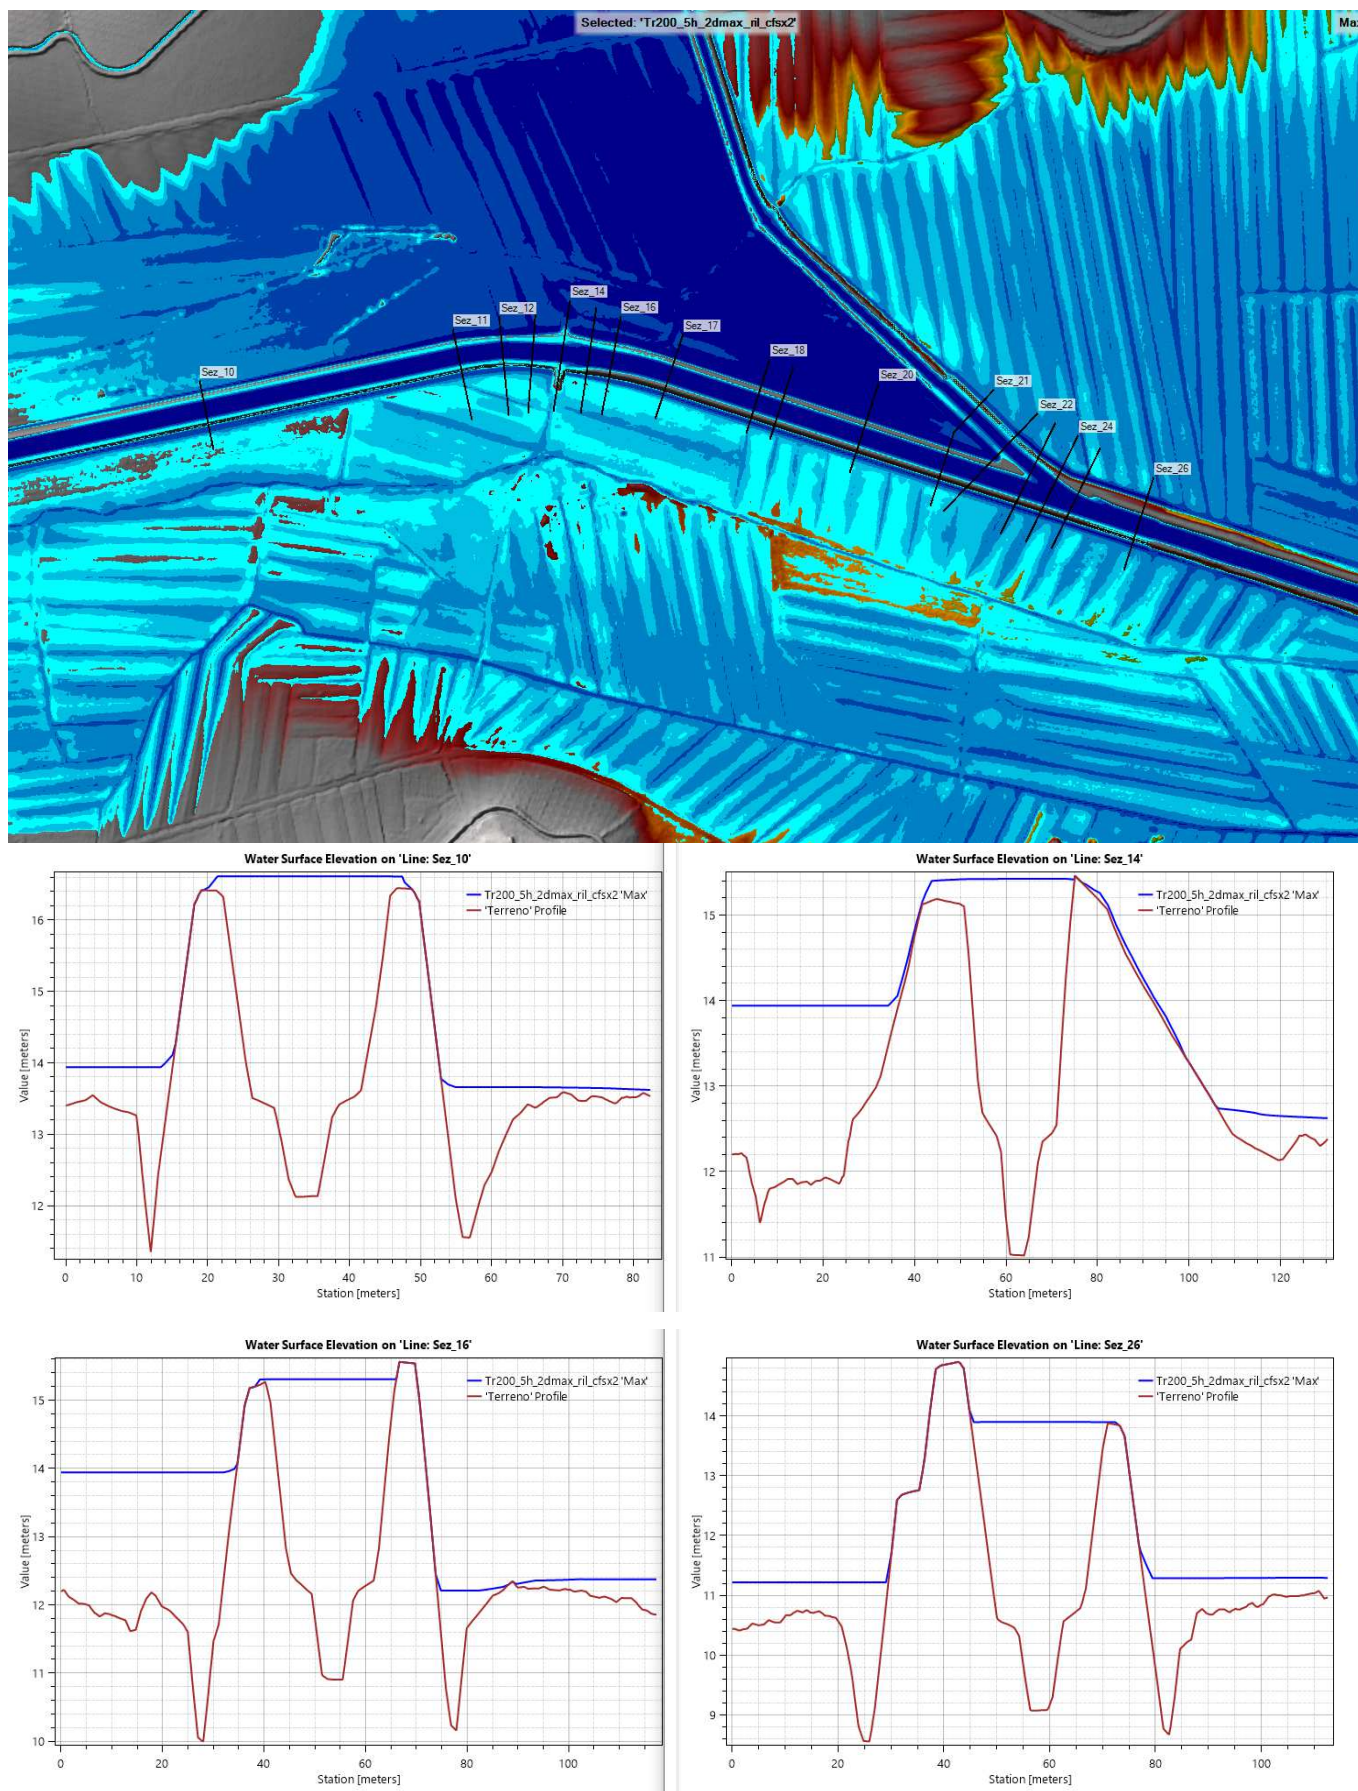 Selected: 'Tr200_5h_2dmax_ril_cfsx2'
Max
Sez_14
Sez_12
Sez_16
Sez_11
Sez_17
Sez_18
Sez_10
Sez_20
Sez_21
Sez_22
Sez_24
Sez_26
Water Surface Elevation on 'Line: Sez_10'
Tr200_5h_2dmax_ril_cfsx2 'Max'
'Terreno' Profile
Value [meters]
16
15
14
13
12
0 10 20 30 40 50 60 70 80
Station [meters]
Water Surface Elevation on 'Line: Sez_14'
Tr200_5h_2dmax_ril_cfsx2 'Max'
'Terreno' Profile
Value [meters]
15
14
13
12
11
0 20 40 60 80 100 120
Station [meters]
Water Surface Elevation on 'Line: Sez_16'
Tr200_5h_2dmax_ril_cfsx2 'Max'
'Terreno' Profile
Value [meters]
15
14
13
12
11
10
0 20 40 60 80 100
Station [meters]
Water Surface Elevation on 'Line: Sez_26'
Tr200_5h_2dmax_ril_cfsx2 'Max'
'Terreno' Profile
Value [meters]
14
13
12
11
10
9
0 20 40 60 80 100
Station [meters]